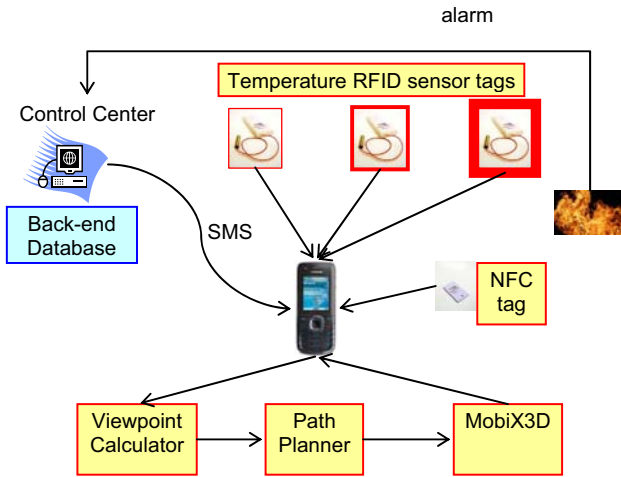 alarm
Temperature RFID sensor tags
Control Center
Back-end
Database
SMS
NFC
tag
Viewpoint
Calculator
Path
Planner
MobiX3D